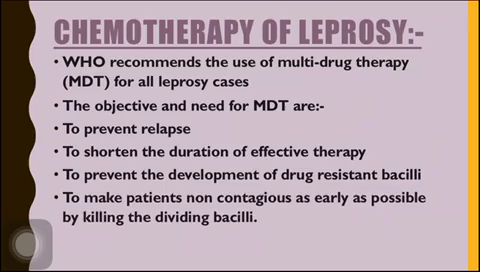 CHEMOTHERAPY OF LEPROSY:-
• WHO recommends the use of multi-drug therapy
(MDT) for all leprosy cases
• The objective and need for MDT are:-
• To prevent relapse
• To shorten the duration of effective therapy
• To prevent the development of drug resistant bacilli
• To make patients non contagious as early as possible
by killing the dividing bacilli.